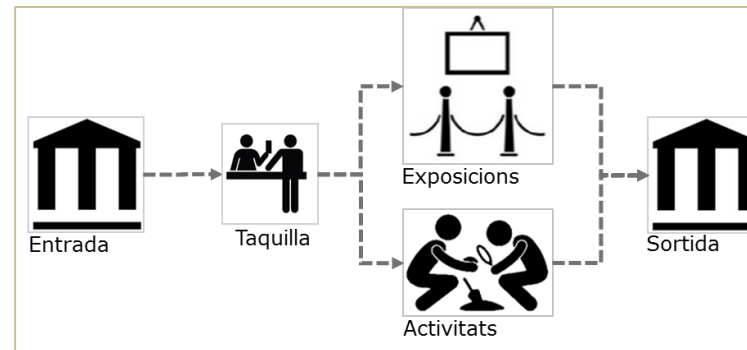 Entrada
Taquilla
Exposicions
Activitats
Sortida